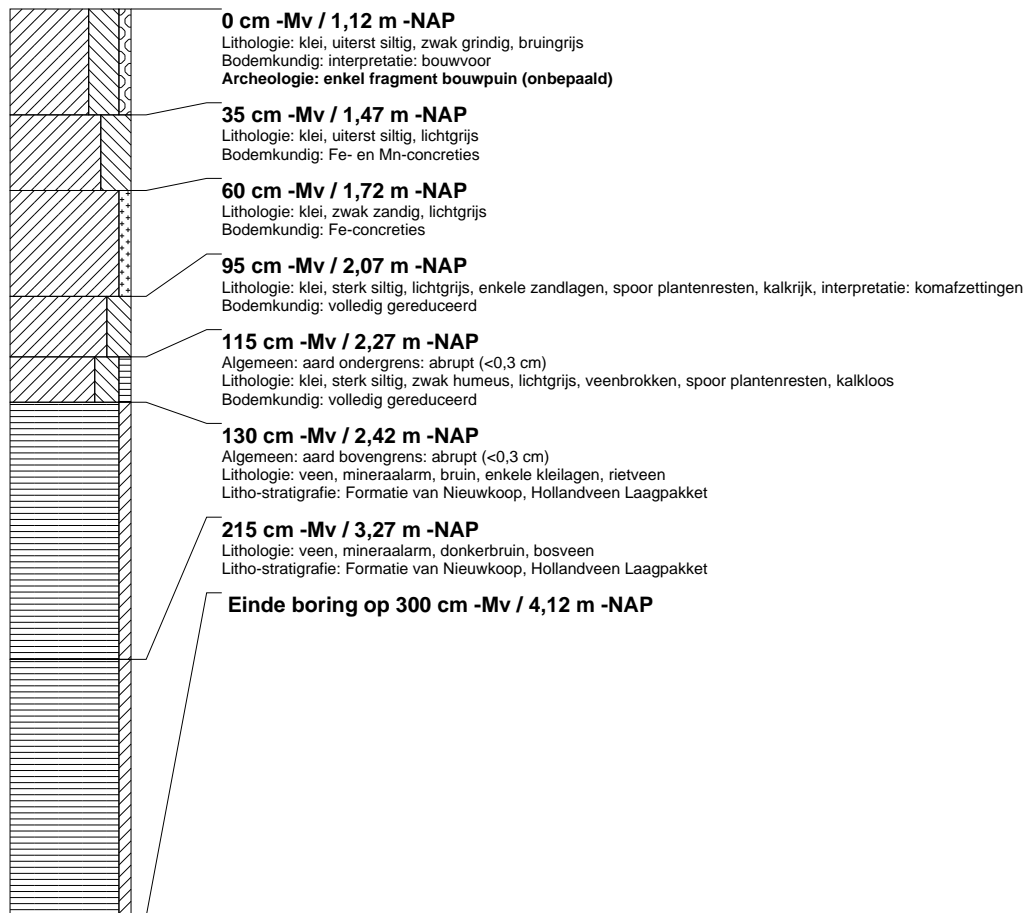 0 cm -Mv / 1,12 m -NAP
Lithologie: klei, uiterst siltig, zwak grindig, bruingrijs
Bodemkundig: interpretatie: bouwvoor
Archeologie: enkel fragment bouwpuin (onbepaald)
35 cm -Mv / 1,47 m -NAP
Lithologie: klei, uiterst siltig, lichtgrijs
Bodemkundig: Fe- en Mn-concreties
60 cm -Mv / 1,72 m -NAP
Lithologie: klei, zwak zandig, lichtgrijs
Bodemkundig: Fe-concreties
95 cm -Mv / 2,07 m -NAP
Lithologie: klei, sterk siltig, lichtgrijs, enkele zandlagen, spoor plantenresten, kalkrijk, interpretatie: komafzettingen
Bodemkundig: volledig gereduceerd
115 cm -Mv / 2,27 m -NAP
Algemeen: aard ondergrens: abrupt (<0,3 cm)
Lithologie: klei, sterk siltig, zwak humeus, lichtgrijs, veenbrokken, spoor plantenresten, kalkloos
Bodemkundig: volledig gereduceerd
130 cm -Mv / 2,42 m -NAP
Algemeen: aard bovengrens: abrupt (<0,3 cm)
Lithologie: veen, mineraalarm, bruin, enkele kleilagen, rietveen
Litho-stratigrafie: Formatie van Nieuwkoop, Hollandveen Laagpakket
215 cm -Mv / 3,27 m -NAP
Lithologie: veen, mineraalarm, donkerbruin, bosveen
Litho-stratigrafie: Formatie van Nieuwkoop, Hollandveen Laagpakket
Einde boring op 300 cm -Mv / 4,12 m -NAP